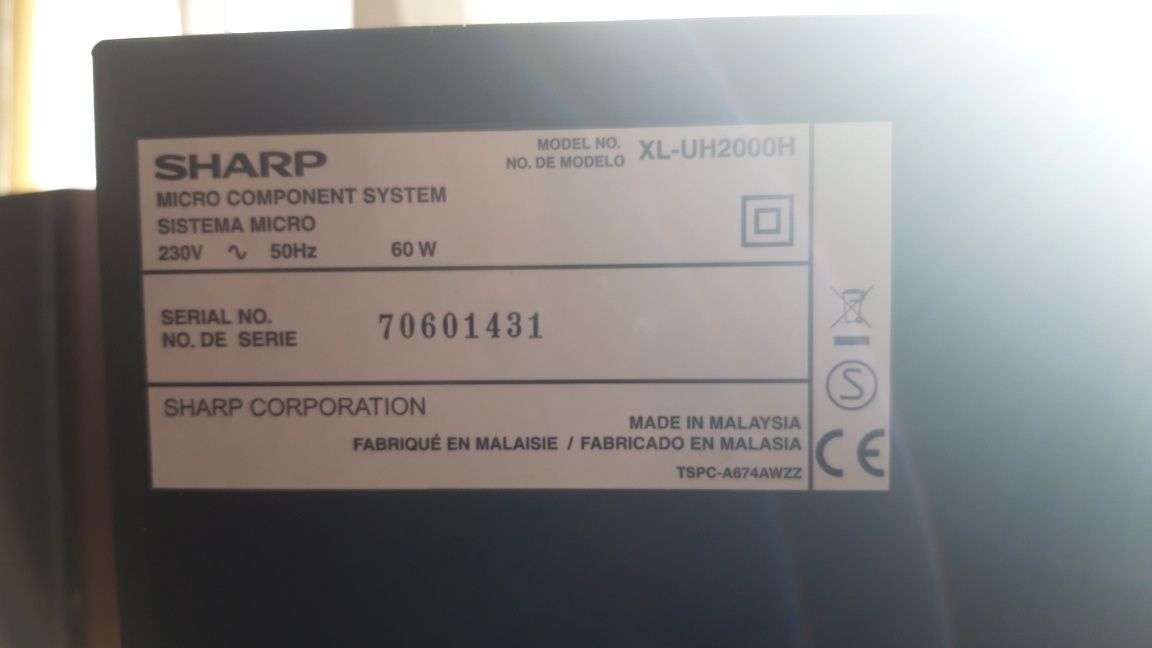 SHARP
MODEL NO.
NO. DE MODELO
XL-UH2000H
MICRO COMPONENT SYSTEM
SISTEMA MICRO
230V ∿ 50Hz 60 W
SERIAL NO.
NO. DE SERIE
70601431
SHARP CORPORATION
MADE IN MALAYSIA
FABRIQUÉ EN MALAISIE / FABRICADO EN MALASIA
TSPC-A674AWZZ
S
CE